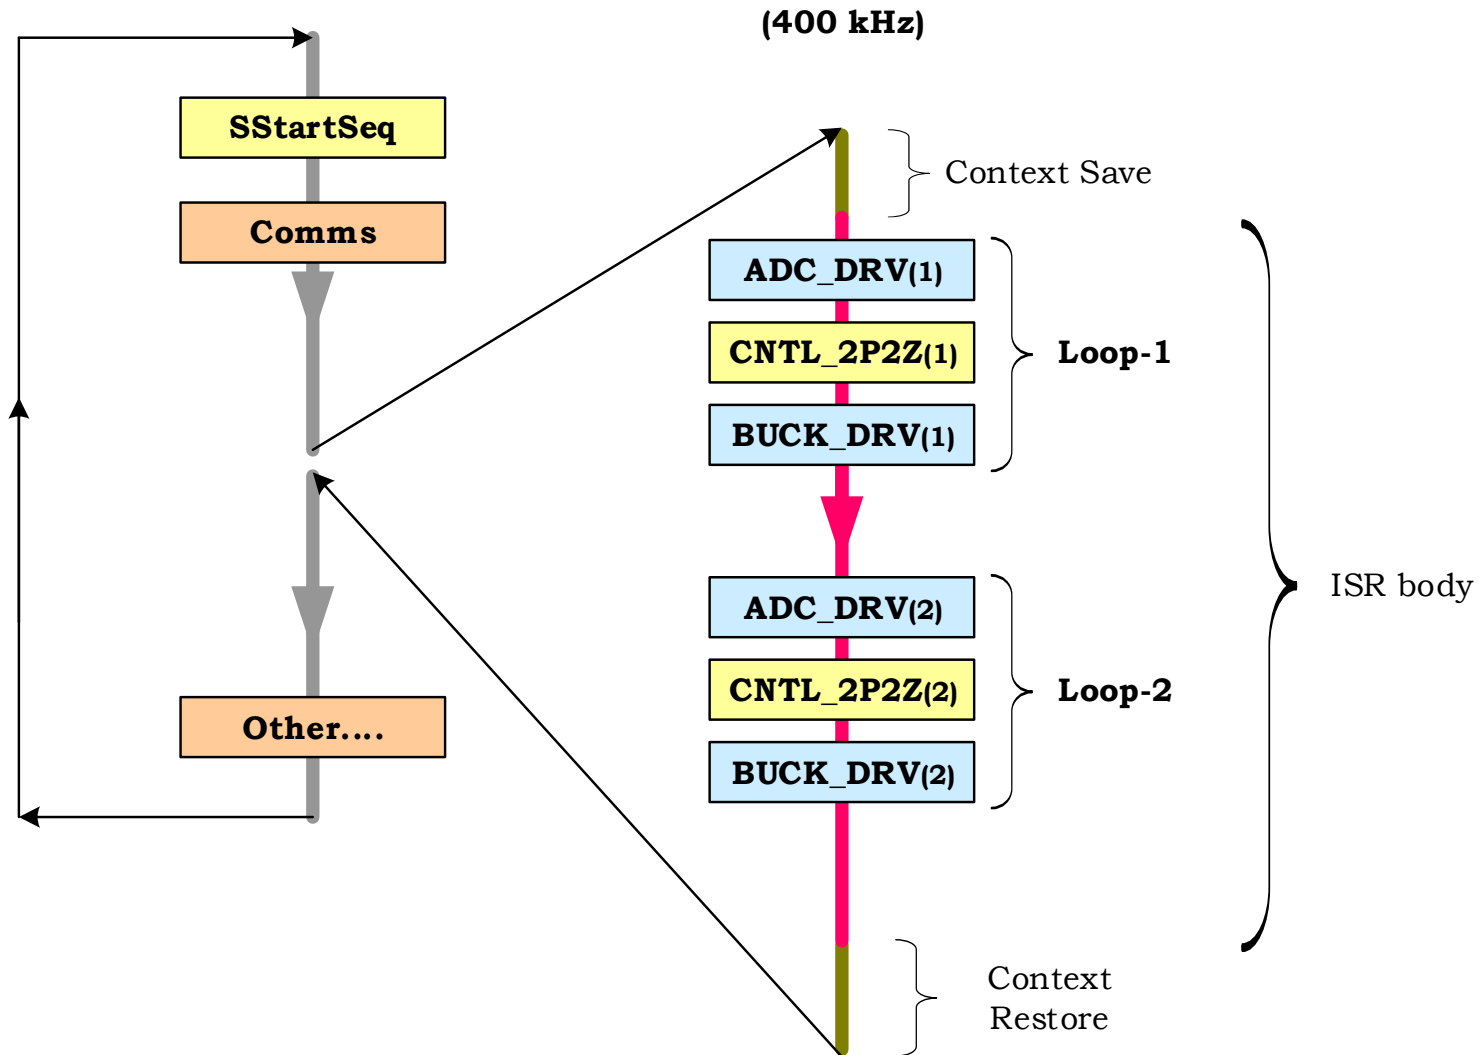 (400 kHz)
SStartSeq
Comms
Other....
Context Save
ADC_DRV(1)
CNTL_2P2Z(1)
BUCK_DRV(1)
Loop-1
ADC_DRV(2)
CNTL_2P2Z(2)
BUCK_DRV(2)
Loop-2
ISR body
Context
Restore